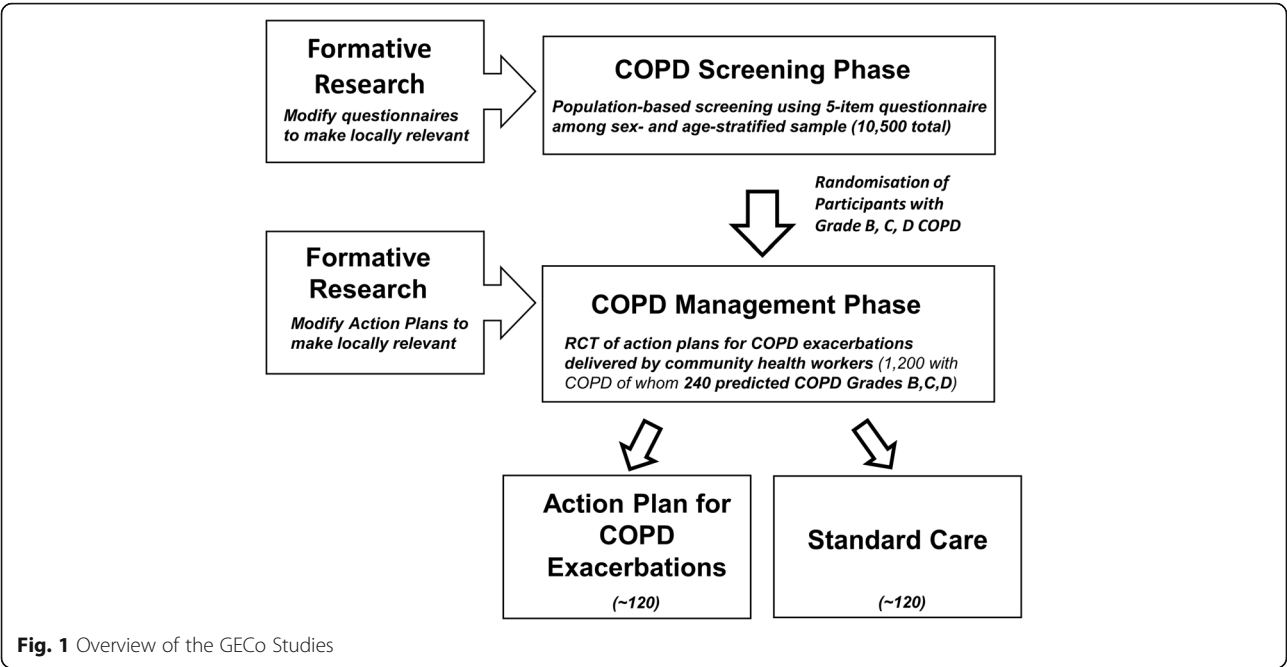 Formative
Research
Modify questionnaires
to make locally relevant
COPD Screening Phase
Population-based screening using 5-item questionnaire
among sex- and age-stratified sample (10,500 total)
Randomisation of
Participants with
Grade B, C, D COPD
Formative
Research
Modify Action Plans to
make locally relevant
COPD Management Phase
RCT of action plans for COPD exacerbations
delivered by community health workers (1,200 with
COPD of whom 240 predicted COPD Grades B,C,D)
Action Plan for
COPD
Exacerbations
(~120)
Standard Care
(~120)
Fig. 1 Overview of the GECo Studies